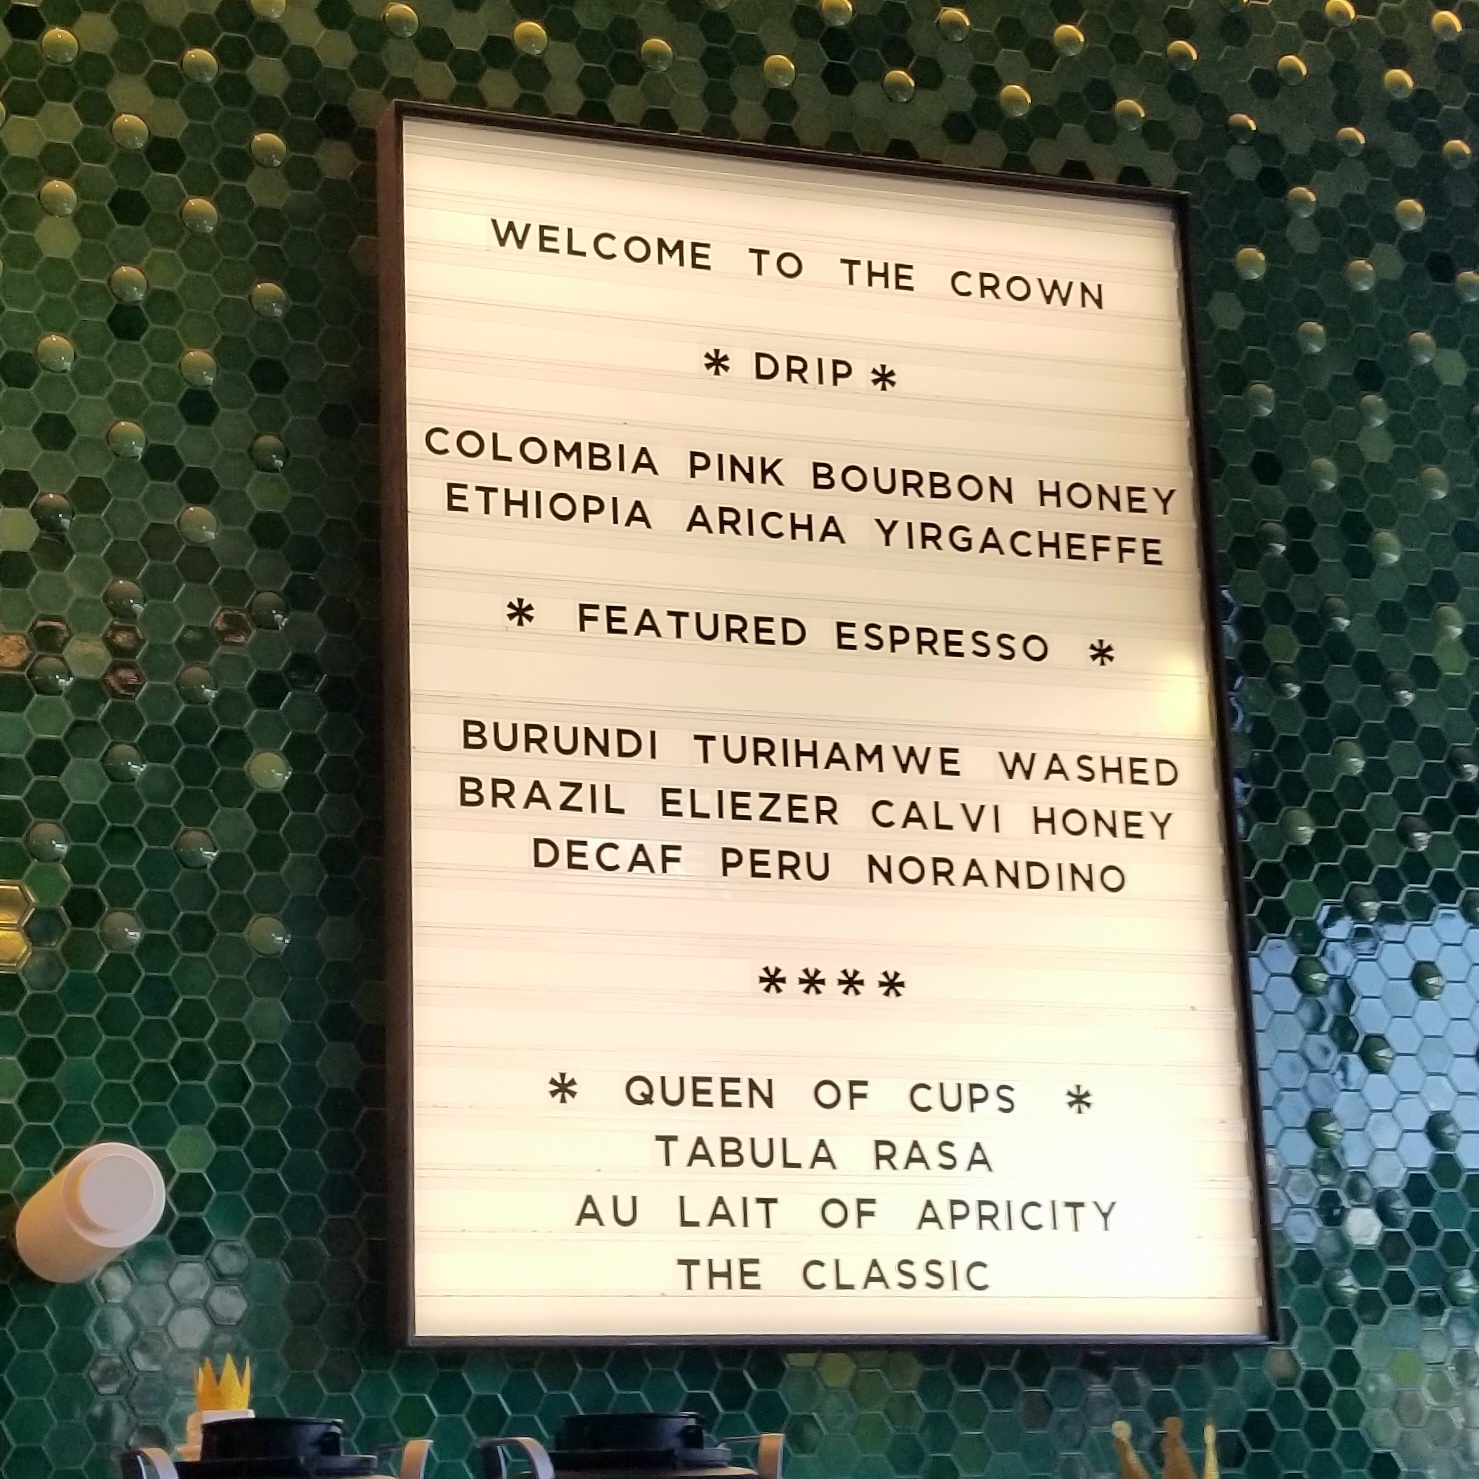 WELCOME TO THE CROWN
* DRIP *
COLOMBIA PINK BOURBON HONEY
ETHIOPIA ARICHA YIRGACHEFFE
* FEATURED ESPRESSO *
BURUNDI TURIHAMWE WASHED
BRAZIL ELIEZER CALVI HONEY
DECAF PERU NORANDINO
****
* QUEEN OF CUPS *
TABULA RASA
AU LAIT OF APRICITY
THE CLASSIC